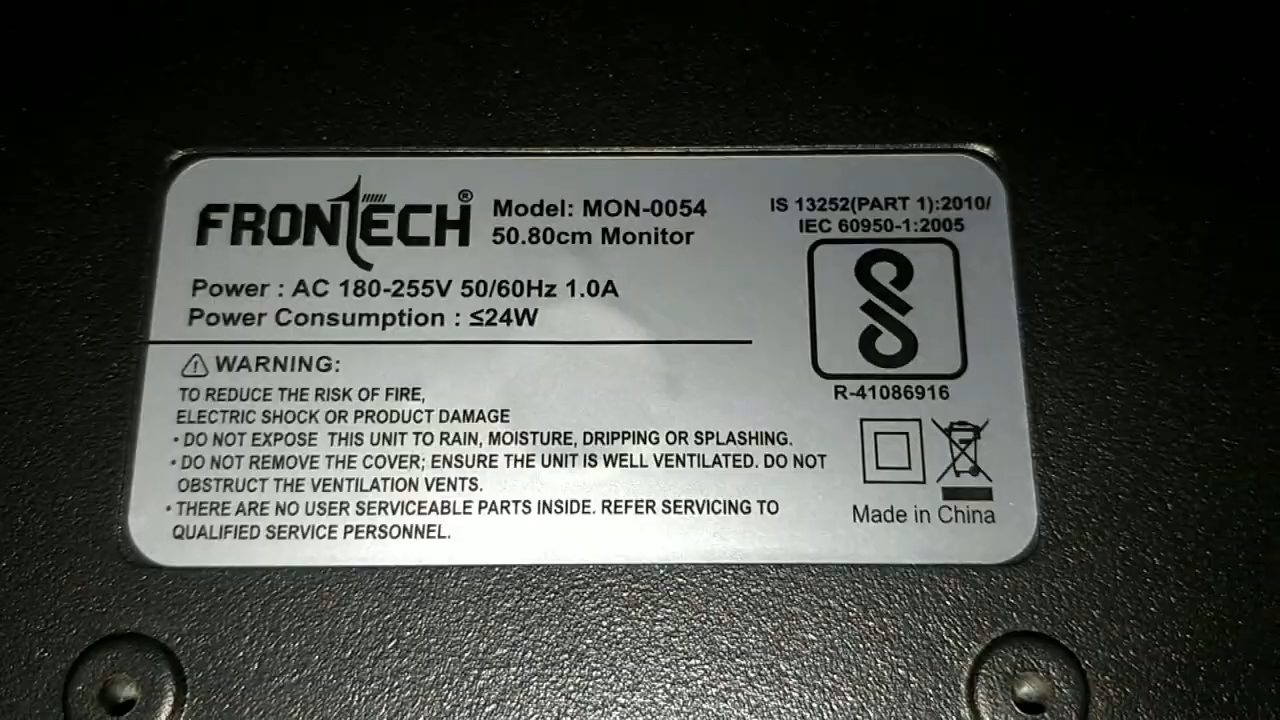 FRONTECH®
Model: MON-0054
50.80cm Monitor
IS 13252(PART 1):2010/
IEC 60950-1:2005
Power : AC 180-255V 50/60Hz 1.0A
Power Consumption : ≤24W
R-41086916
WARNING:
TO REDUCE THE RISK OF FIRE,
ELECTRIC SHOCK OR PRODUCT DAMAGE
• DO NOT EXPOSE THIS UNIT TO RAIN, MOISTURE, DRIPPING OR SPLASHING.
• DO NOT REMOVE THE COVER; ENSURE THE UNIT IS WELL VENTILATED. DO NOT
OBSTRUCT THE VENTILATION VENTS.
• THERE ARE NO USER SERVICEABLE PARTS INSIDE. REFER SERVICING TO
QUALIFIED SERVICE PERSONNEL.
Made in China